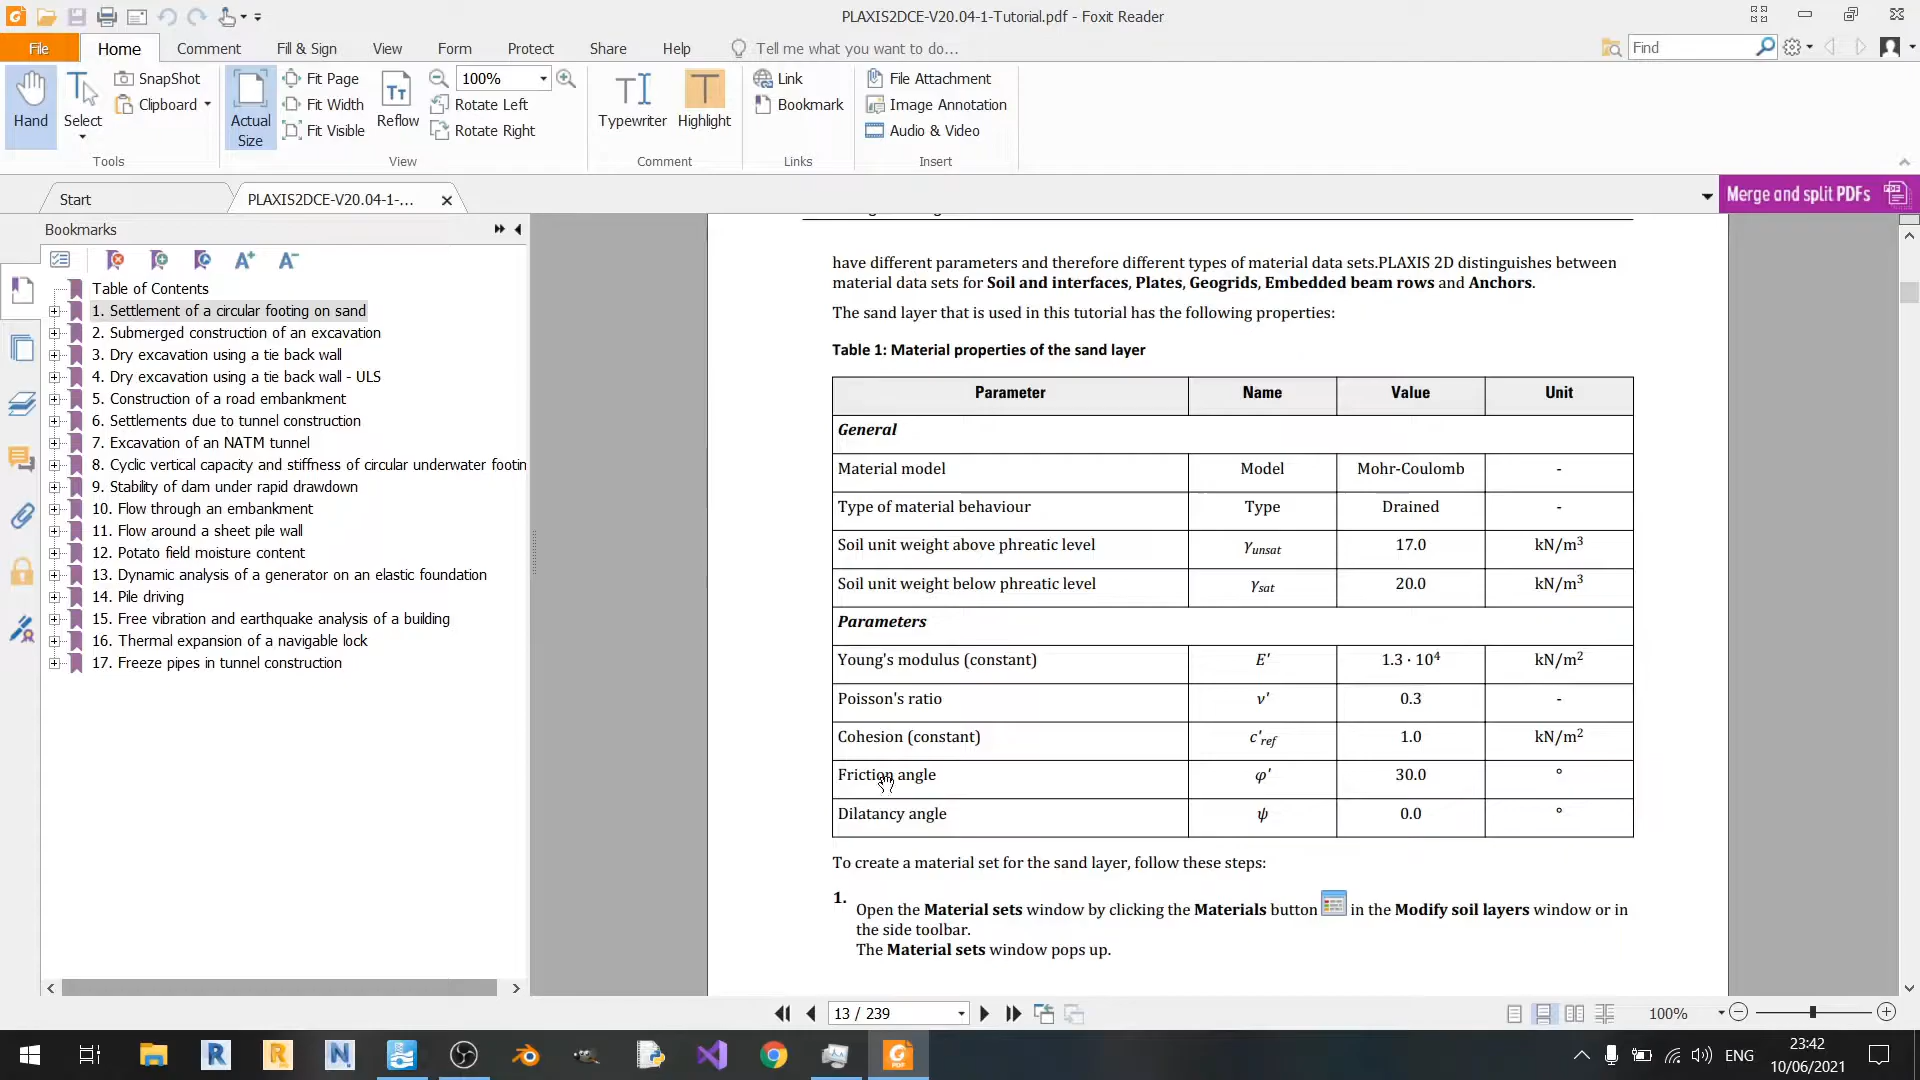 PLAXIS2DCE-V20.04-1-Tutorial.pdf - Foxit Reader
File
Home
Comment
Fill & Sign
View
Form
Protect
Share
Help
Tell me what you want to do...
Find
Hand
Select
SnapShot
Clipboard
Tools
Actual
Size
Fit Page
Fit Width
Fit Visible
Reflow
100%
Rotate Left
Rotate Right
View
Typewriter
Highlight
Comment
Link
Bookmark
Links
File Attachment
Image Annotation
Audio & Video
Insert
Start
PLAXIS2DCE-V20.04-1-...
Merge and split PDFs
Bookmarks
Table of Contents
1. Settlement of a circular footing on sand
2. Submerged construction of an excavation
3. Dry excavation using a tie back wall
4. Dry excavation using a tie back wall - ULS
5. Construction of a road embankment
6. Settlements due to tunnel construction
7. Excavation of an NATM tunnel
8. Cyclic vertical capacity and stiffness of circular underwater footin
9. Stability of dam under rapid drawdown
10. Flow through an embankment
11. Flow around a sheet pile wall
12. Potato field moisture content
13. Dynamic analysis of a generator on an elastic foundation
14. Pile driving
15. Free vibration and earthquake analysis of a building
16. Thermal expansion of a navigable lock
17. Freeze pipes in tunnel construction
have different parameters and therefore different types of material data sets.PLAXIS 2D distinguishes between
material data sets for Soil and interfaces, Plates, Geogrids, Embedded beam rows and Anchors.
The sand layer that is used in this tutorial has the following properties:
Table 1: Material properties of the sand layer
Parameter Name Value Unit
General
Material model Model Mohr-Coulomb -
Type of material behaviour Type Drained -
Soil unit weight above phreatic level γunsat 17.0 kN/m³
Soil unit weight below phreatic level γsat 20.0 kN/m³
Parameters
Young's modulus (constant) E' 1.3 · 10⁴ kN/m²
Poisson's ratio ν' 0.3 -
Cohesion (constant) c'ref 1.0 kN/m²
Friction angle φ' 30.0 °
Dilatancy angle ψ 0.0 °
To create a material set for the sand layer, follow these steps:
1.
Open the Material sets window by clicking the Materials button in the Modify soil layers window or in
the side toolbar.
The Material sets window pops up.
13 / 239
100%
ENG
23:42
10/06/2021